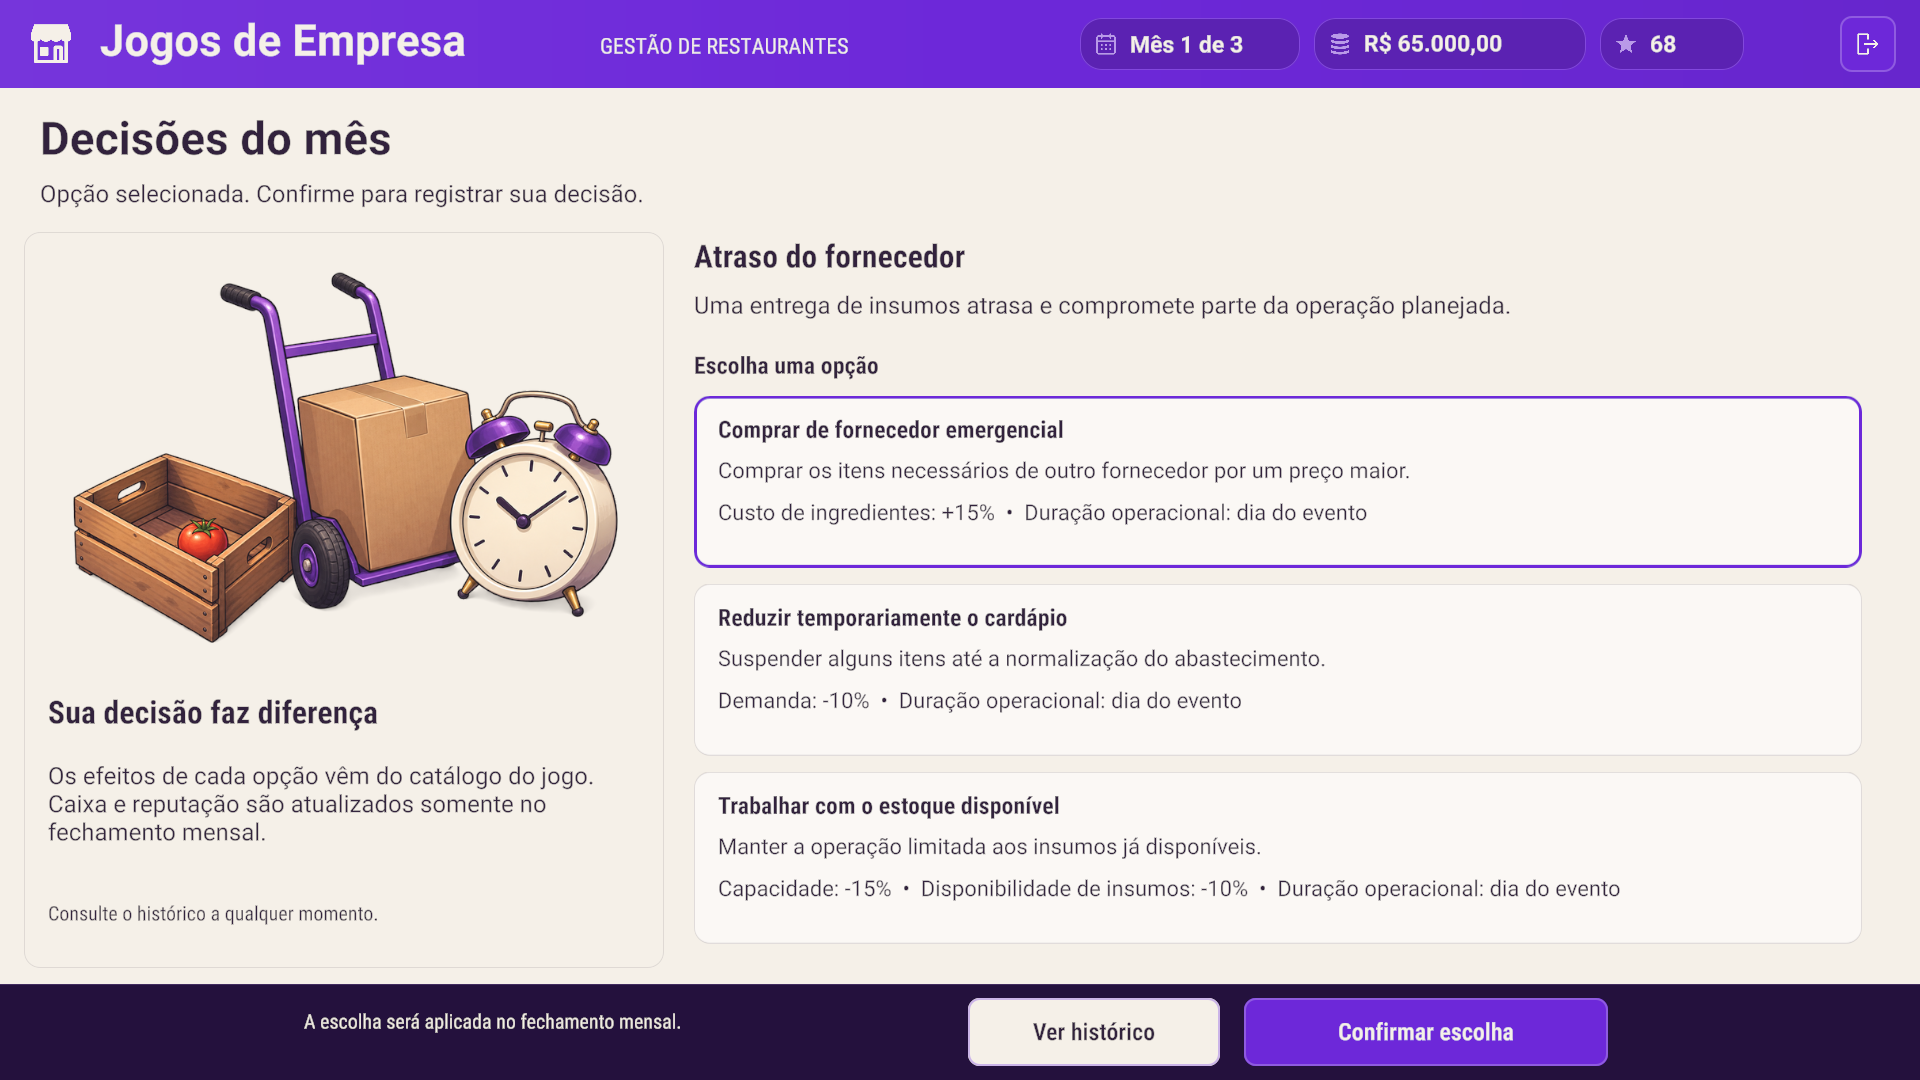 Jogos de Empresa
GESTÃO DE RESTAURANTES
Mês 1 de 3
R$ 65.000,00
68
Decisões do mês
Opção selecionada. Confirme para registrar sua decisão.
Sua decisão faz diferença
Os efeitos de cada opção vêm do catálogo do jogo.
Caixa e reputação são atualizados somente no
fechamento mensal.
Consulte o histórico a qualquer momento.
Atraso do fornecedor
Uma entrega de insumos atrasa e compromete parte da operação planejada.
Escolha uma opção
Comprar de fornecedor emergencial
Comprar os itens necessários de outro fornecedor por um preço maior.
Custo de ingredientes: +15% • Duração operacional: dia do evento
Reduzir temporariamente o cardápio
Suspender alguns itens até a normalização do abastecimento.
Demanda: -10% • Duração operacional: dia do evento
Trabalhar com o estoque disponível
Manter a operação limitada aos insumos já disponíveis.
Capacidade: -15% • Disponibilidade de insumos: -10% • Duração operacional: dia do evento
A escolha será aplicada no fechamento mensal.
Ver histórico
Confirmar escolha